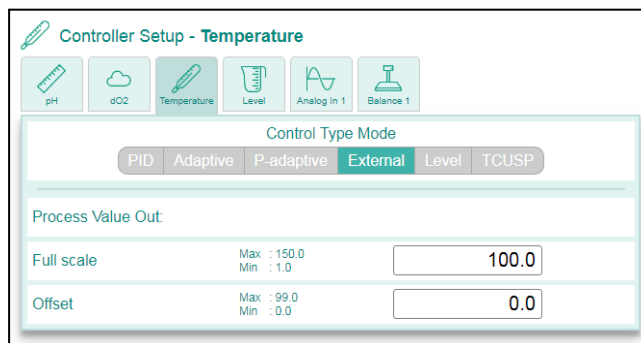 Controller Setup - Temperature
pH dO2 Temperature Level Analog In 1 Balance 1
Control Type Mode
PID Adaptive P-adaptive External Level TCUSP
Process Value Out:
Full scale Max : 150.0 100.0
Min : 1.0
Offset Max : 99.0 0.0
Min : 0.0